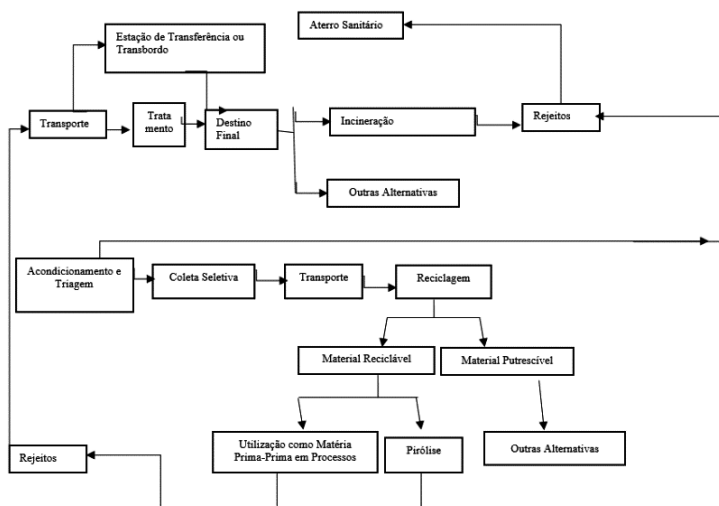 Estação de Transferência ou
Transbordo
Aterro Sanitário
Transporte
Trata
mento
Destino
Final
Incineração
Rejeitos
Outras Alternativas
Acondicionamento e
Triagem
Coleta Seletiva
Transporte
Reciclagem
Material Reciclável
Material Putrescível
Rejeitos
Utilização como Matéria
Prima-Prima em Processos
Pirólise
Outras Alternativas